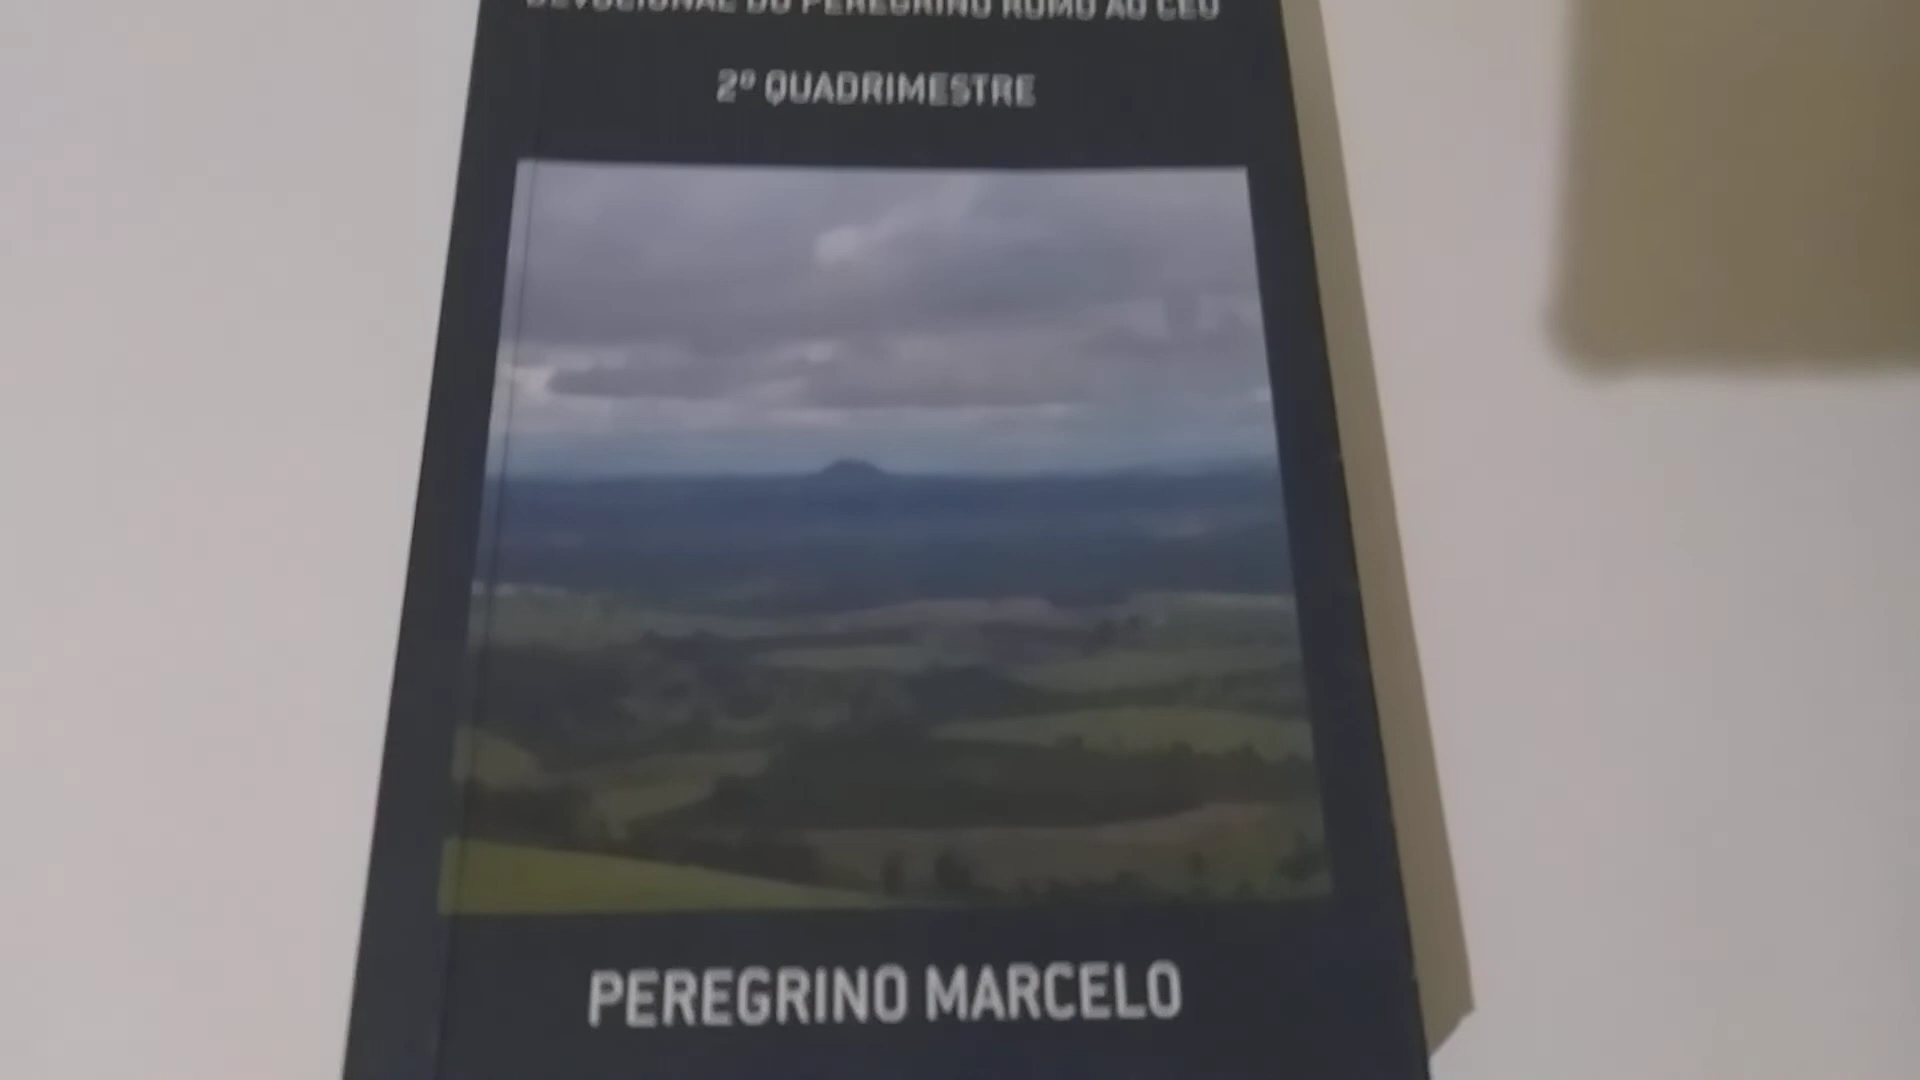 DEVOCIONAL DO PEREGRINO RUMO AO CÉU
2º QUADRIMESTRE
PEREGRINO MARCELO